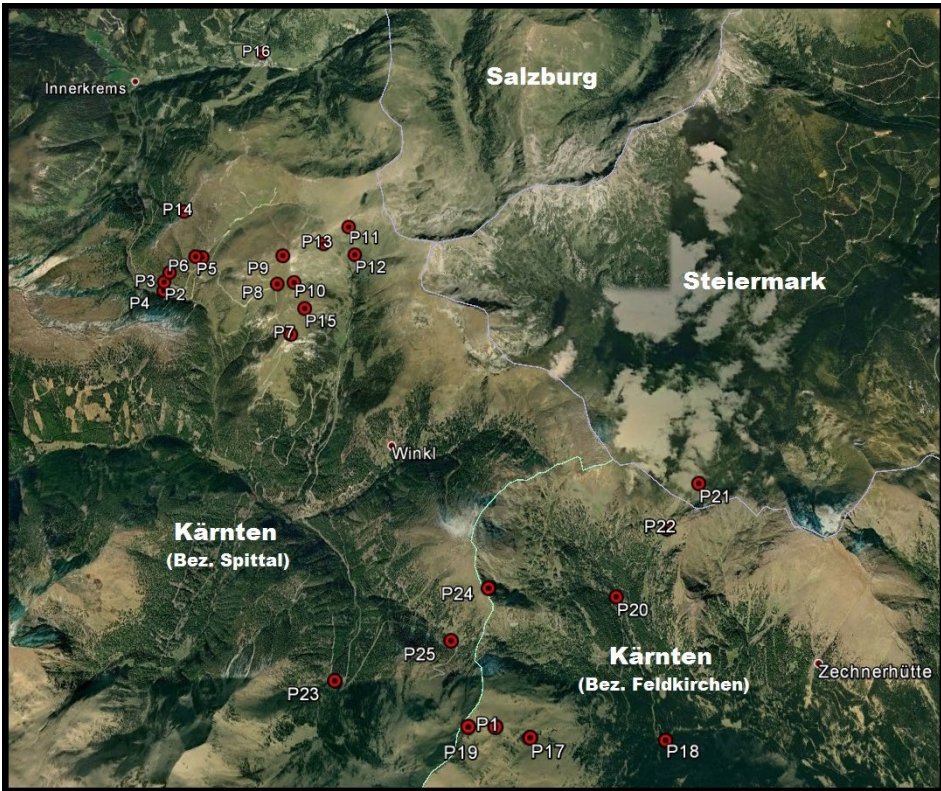 P16
Salzburg
Innerkrems
P14
P11
P13
P6
P5
P9
P12
P3
P2
P8
P10
P4
P15
P7
Steiermark
Winkl
P21
Kärnten
(Bez. Spittal)
P22
P24
P20
P25
Kärnten
(Bez. Feldkirchen)
Zechnerhütte
P23
P19
P1
P17
P18